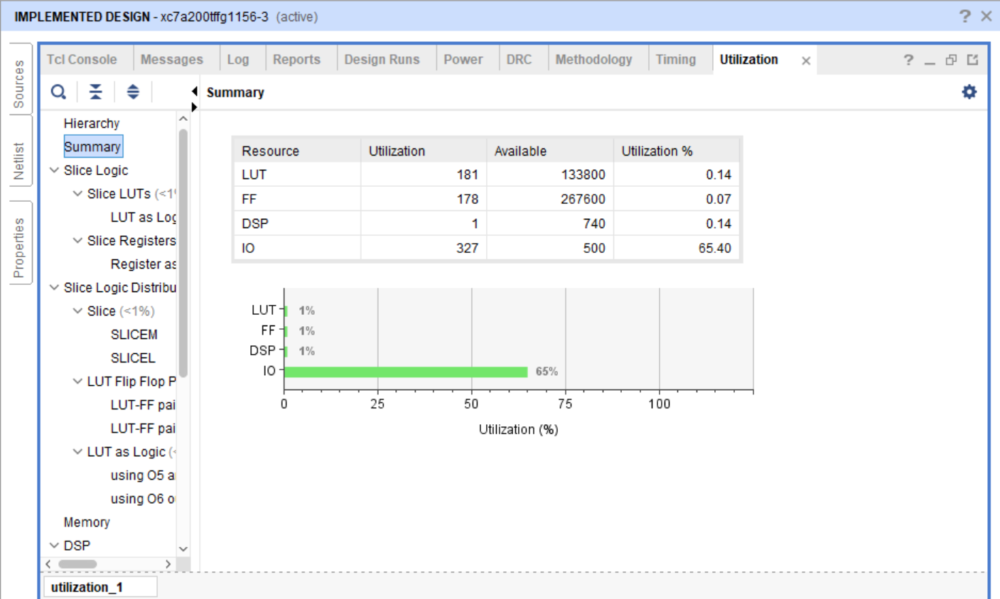 IMPLEMENTED DESIGN - xc7a200tffg1156-3 (active)
Sources
Netlist
Properties
Tcl Console Messages Log Reports Design Runs Power DRC Methodology Timing Utilization
Summary
Hierarchy
Summary
Slice Logic
Slice LUTs (<1
LUT as Log
Slice Registers
Register as
Slice Logic Distribu
Slice (<1%)
SLICEM
SLICEL
LUT Flip Flop P
LUT-FF pai
LUT-FF pai
LUT as Logic (<
using O5 a
using O6 o
Memory
DSP
utilization_1
Resource Utilization Available Utilization %
LUT 181 133800 0.14
FF 178 267600 0.07
DSP 1 740 0.14
IO 327 500 65.40
LUT 1%
FF 1%
DSP 1%
IO 65%
0 25 50 75 100
Utilization (%)